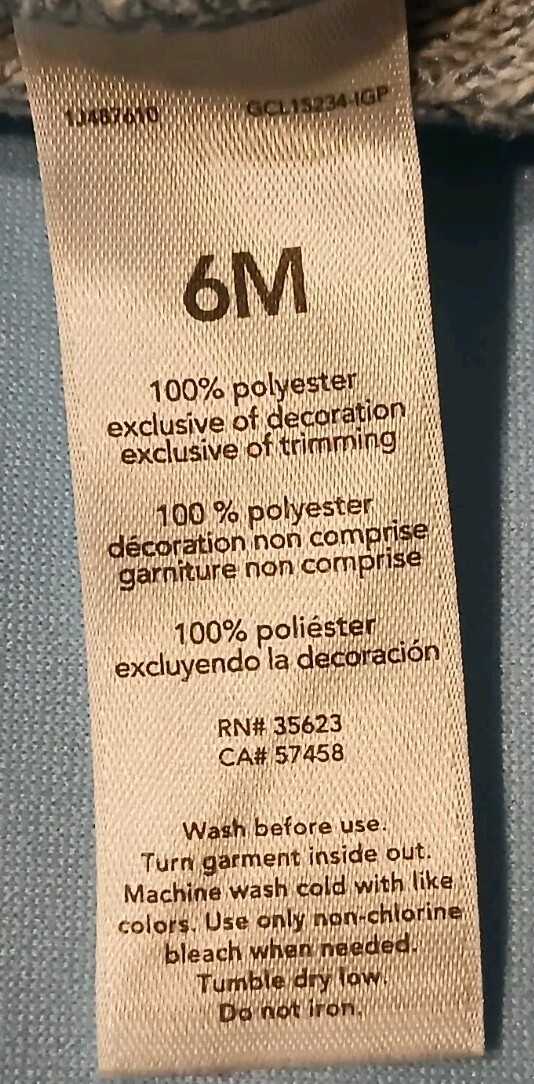 1J487610 GCL15234-IGP
6M
100% polyester
exclusive of decoration
exclusive of trimming
100 % polyester
décoration non comprise
garniture non comprise
100% poliéster
excluyendo la decoración
RN# 35623
CA# 57458
Wash before use.
Turn garment inside out.
Machine wash cold with like
colors. Use only non-chlorine
bleach when needed.
Tumble dry low.
Do not iron.